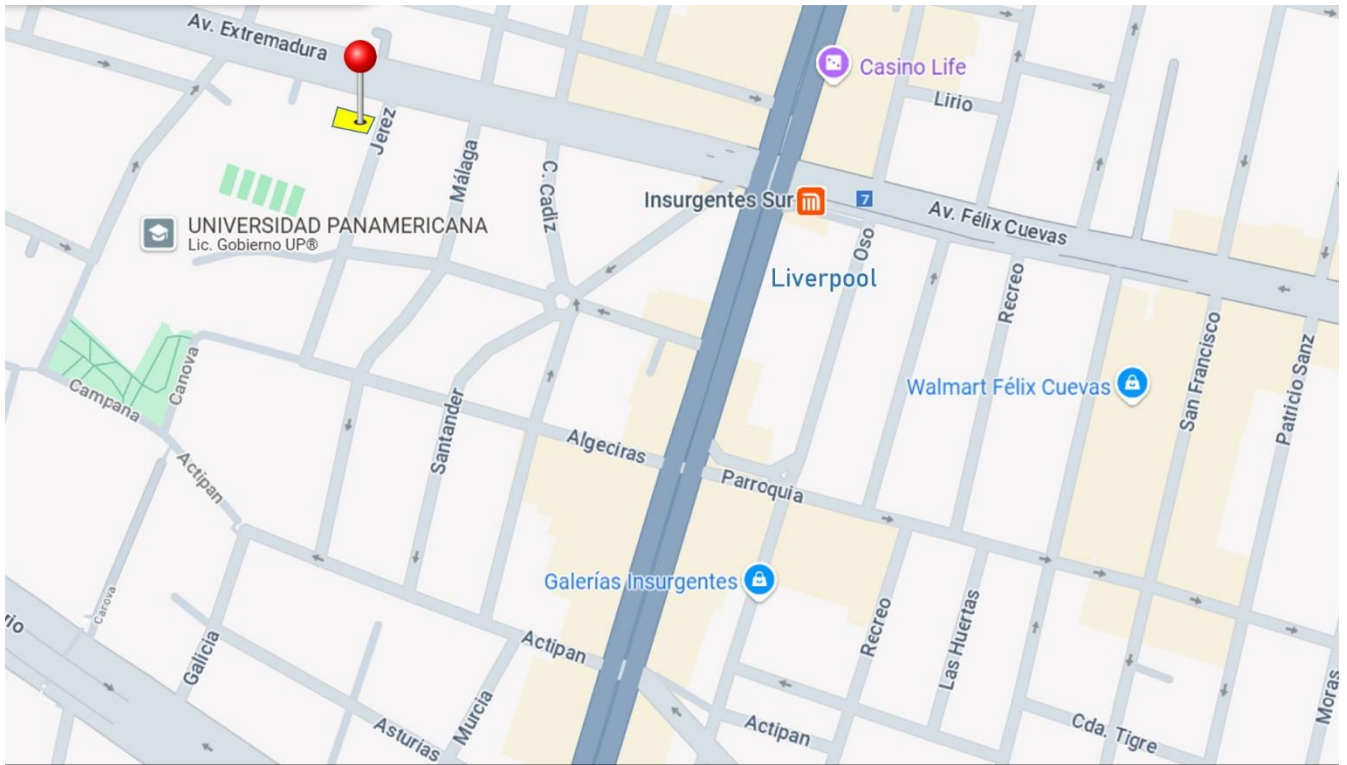 Av. Extremadura
Casino Life
Lirio
Jerez
Málaga
C. Cadiz
Insurgentes Sur
7
Av. Félix Cuevas
UNIVERSIDAD PANAMERICANA
Lic. Gobierno UP®
Oso
Liverpool
Recreo
San Francisco
Patricio Sanz
Canova
Campana
Walmart Félix Cuevas
Santander
Algeciras
Actipan
Parroquia
Galerías Insurgentes
Canova
rio
Galicia
Actipan
Recreo
Las Huertas
Murcia
Asturias
Actipan
Cda. Tigre
Moras